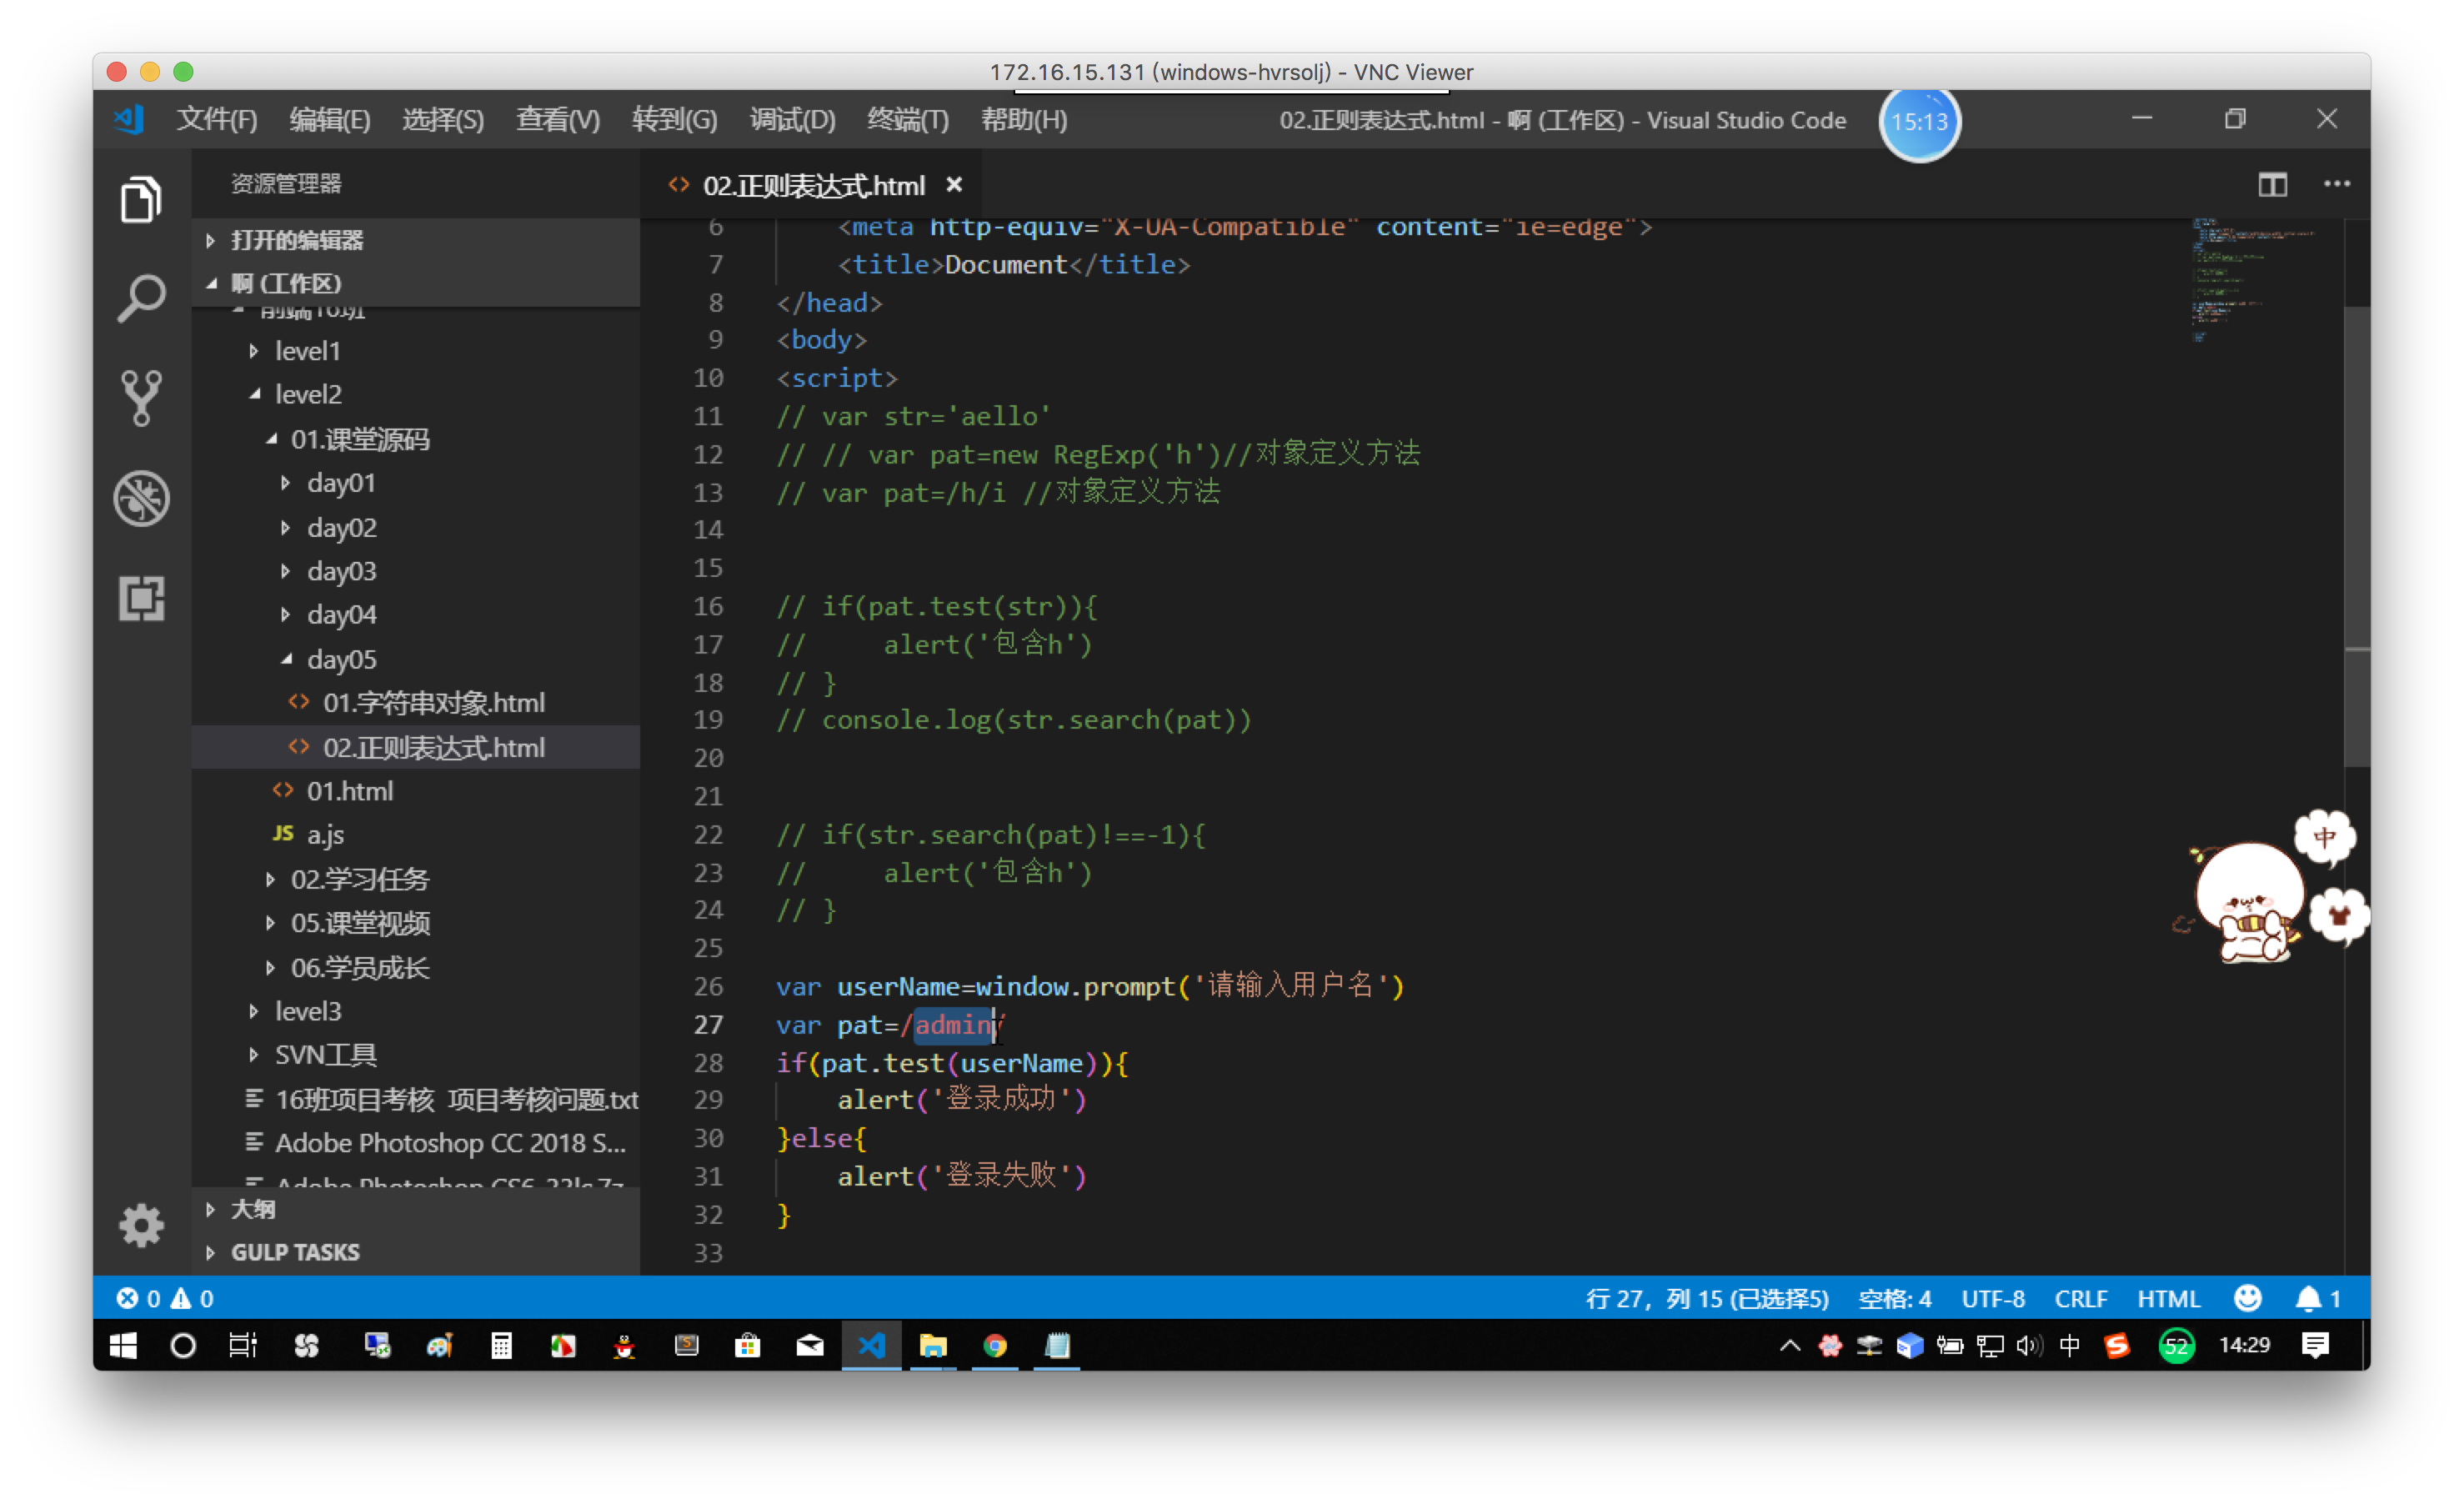 172.16.15.131 (windows-hvrsolj) - VNC Viewer
文件(F) 编辑(E) 选择(S) 查看(V) 转到(G) 调试(D) 终端(T) 帮助(H)
02.正则表达式.html - 啊 (工作区) - Visual Studio Code
15:13
资源管理器
打开的编辑器
啊 (工作区)
前端16班
level1
level2
01.课堂源码
day01
day02
day03
day04
day05
01.字符串对象.html
02.正则表达式.html
01.html
JS a.js
02.学习任务
05.课堂视频
06.学员成长
level3
SVN工具
16班项目考核 项目考核问题.txt
Adobe Photoshop CC 2018 S...
大纲
GULP TASKS
02.正则表达式.html
6 <meta http-equiv="X-UA-Compatible" content="ie=edge">
7 <title>Document</title>
8 </head>
9 <body>
10 <script>
11 // var str='aello'
12 // // var pat=new RegExp('h')//对象定义方法
13 // var pat=/h/i //对象定义方法
14
15
16 // if(pat.test(str)){
17 // alert('包含h')
18 // }
19 // console.log(str.search(pat))
20
21
22 // if(str.search(pat)!==-1){
23 // alert('包含h')
24 // }
25
26 var userName=window.prompt('请输入用户名')
27 var pat=/admin/
28 if(pat.test(userName)){
29 alert('登录成功')
30 }else{
31 alert('登录失败')
32 }
33
中
0 0
行 27，列 15 (已选择5) 空格: 4 UTF-8 CRLF HTML 1
中 52 14:29